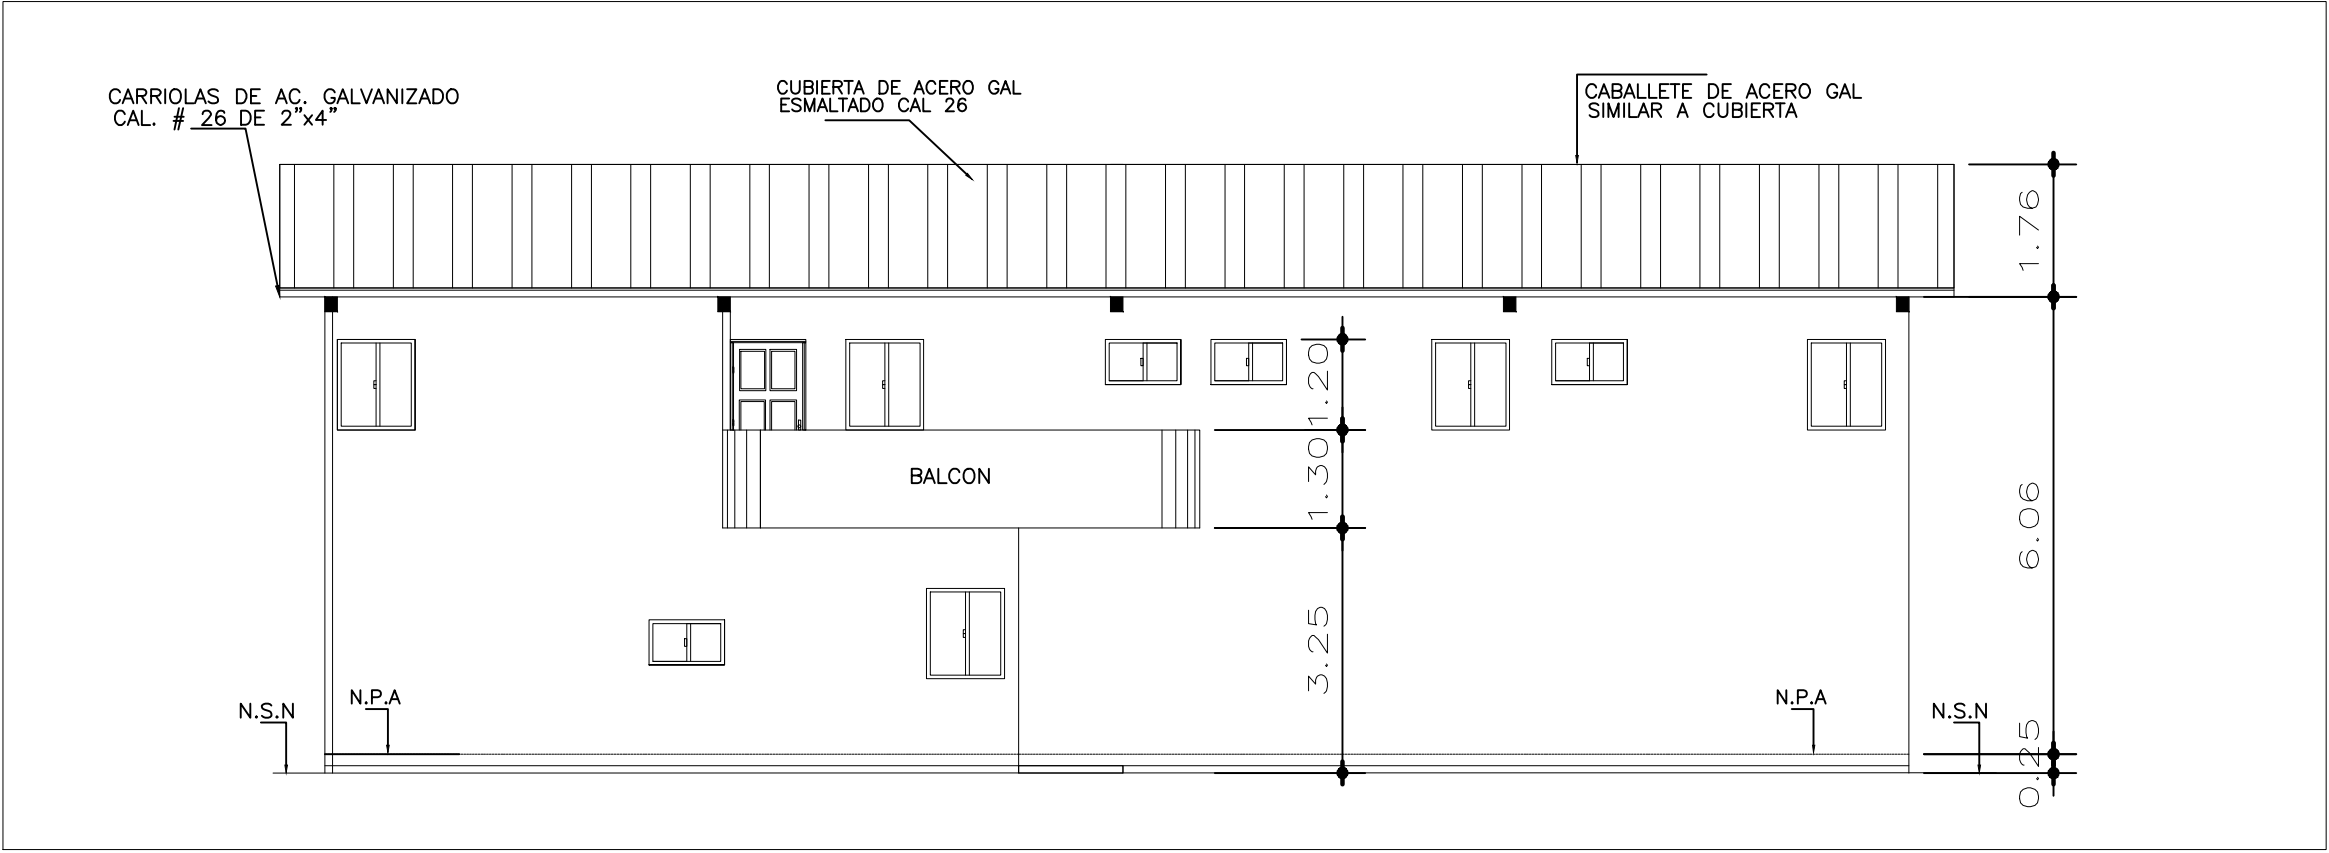 CARRIOLAS DE AC. GALVANIZADO
CAL. # 26 DE 2"x4"
CUBIERTA DE ACERO GAL
ESMALTADO CAL 26
CABALLETE DE ACERO GAL
SIMILAR A CUBIERTA
1.76
1.20
BALCON
1.30
6.06
3.25
N.S.N
N.P.A
N.P.A
N.S.N
0.25